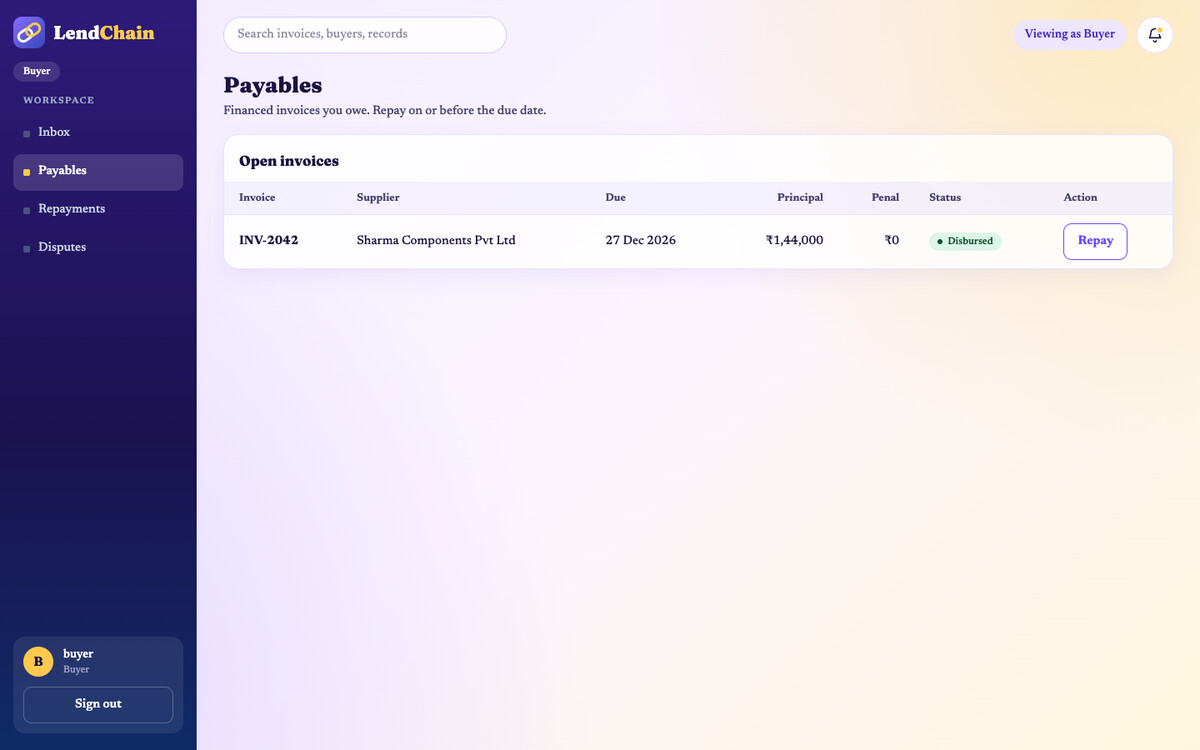 LendChain
Buyer
WORKSPACE
Inbox
Payables
Repayments
Disputes
B
buyer
Buyer
Sign out
Search invoices, buyers, records
Viewing as Buyer
Payables
Financed invoices you owe. Repay on or before the due date.
Open invoices
Invoice Supplier Due Principal Penal Status Action
INV-2042 Sharma Components Pvt Ltd 27 Dec 2026 ₹1,44,000 ₹0 Disbursed Repay